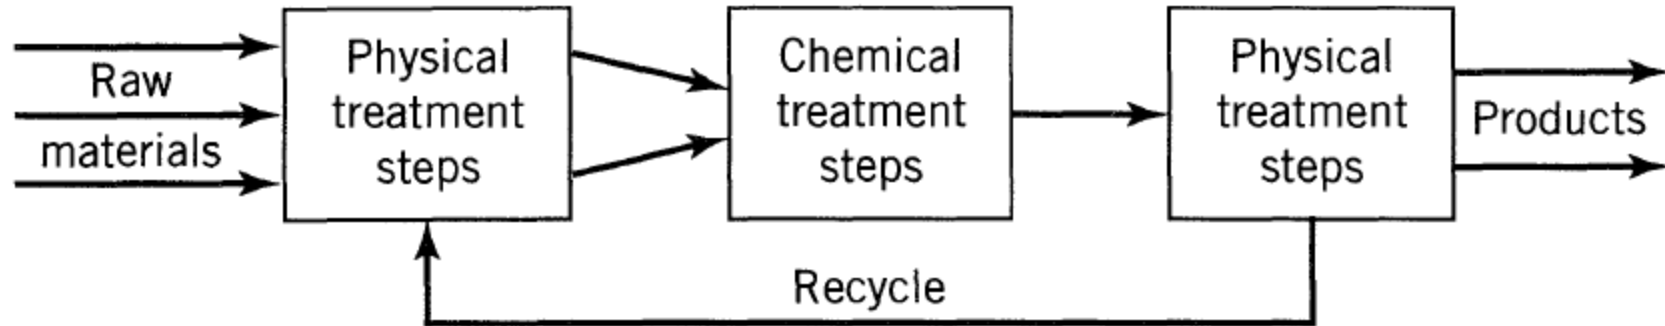 Raw
materials
Physical
treatment
steps
Chemical
treatment
steps
Physical
treatment
steps
Products
Recycle